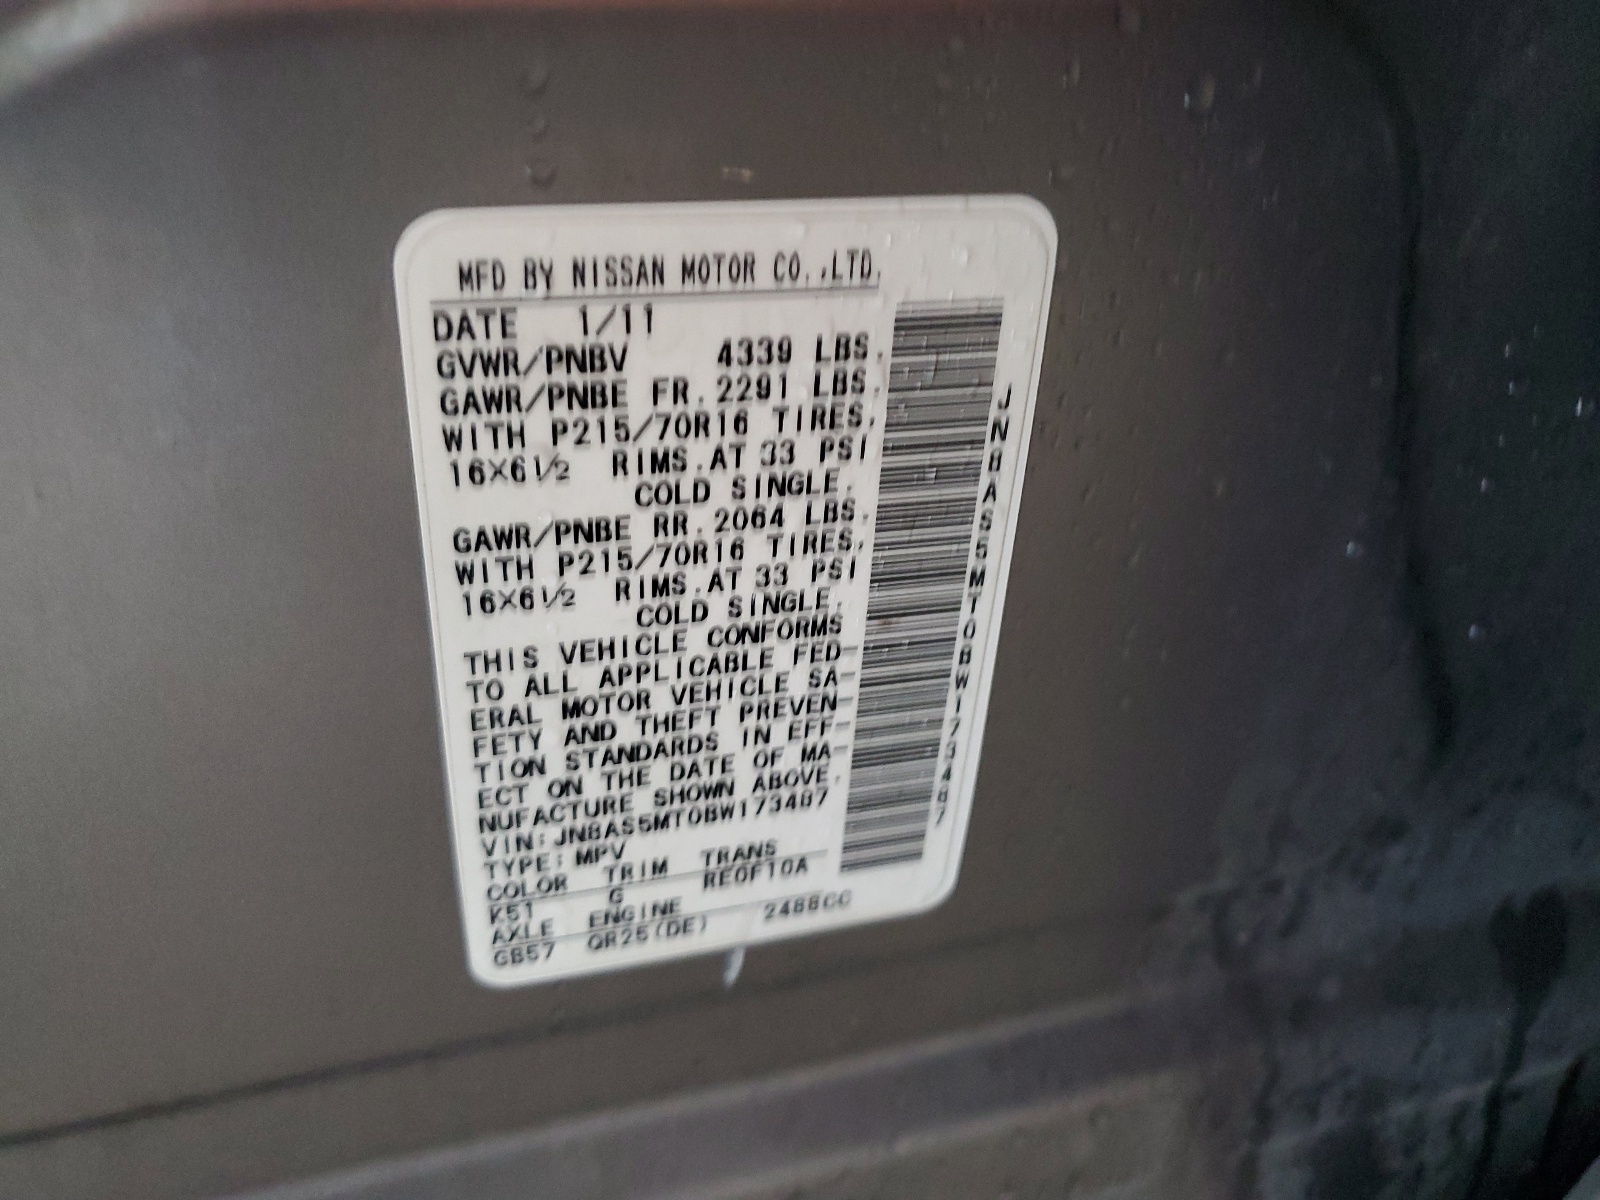 MFD BY NISSAN MOTOR CO.,LTD.
DATE 1/11
GVWR/PNBV 4339 LBS.
GAWR/PNBE FR. 2291 LBS.
WITH P215/70R16 TIRES,
16X6 1/2 RIMS.AT 33 PSI
COLD SINGLE.
GAWR/PNBE RR. 2064 LBS.
WITH P215/70R16 TIRES,
16X6 1/2 RIMS.AT 33 PSI
COLD SINGLE.
THIS VEHICLE CONFORMS
TO ALL APPLICABLE FED-
ERAL MOTOR VEHICLE SA-
FETY AND THEFT PREVEN-
TION STANDARDS IN EFF-
ECT ON THE DATE OF MA-
NUFACTURE SHOWN ABOVE.
VIN: JN8AS5MT0BW173487
TYPE: MPV
COLOR TRIM TRANS
K51 G RE0F10A
AXLE ENGINE
GB57 QR25(DE) 2488CC
JN8AS5MT0BW173487